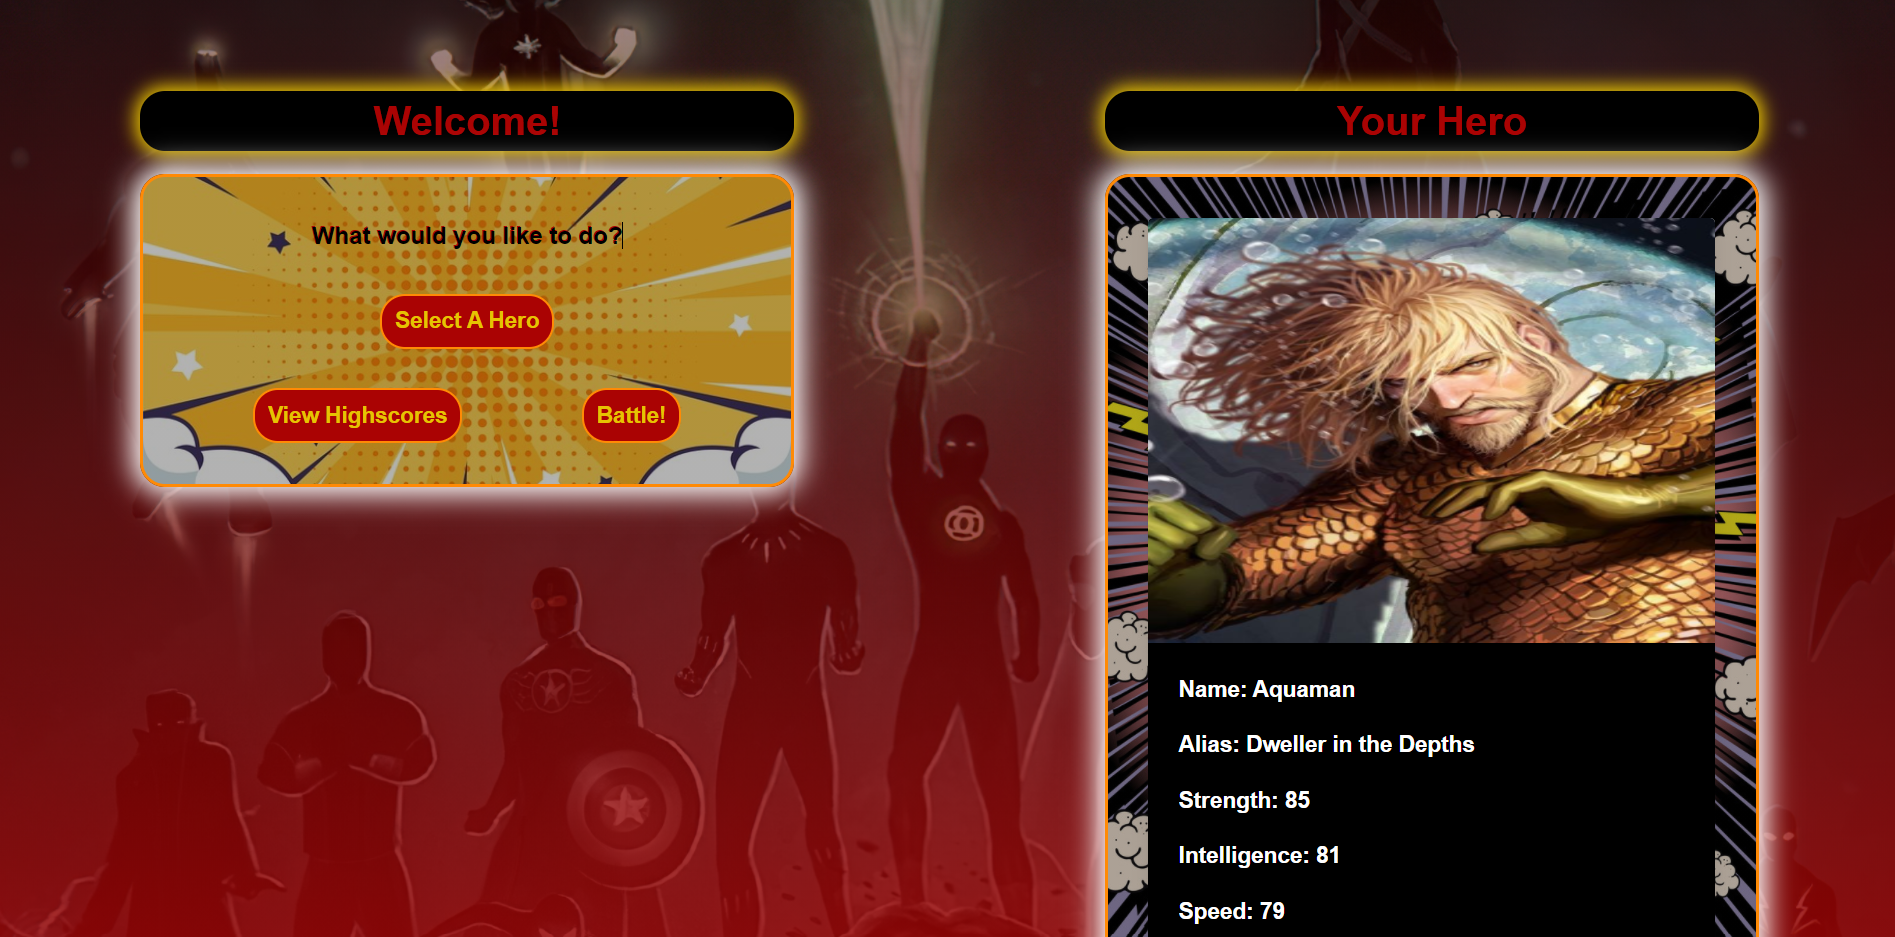 Welcome!
What would you like to do?
Select A Hero
View Highscores
Battle!
Your Hero
Name: Aquaman
Alias: Dweller in the Depths
Strength: 85
Intelligence: 81
Speed: 79